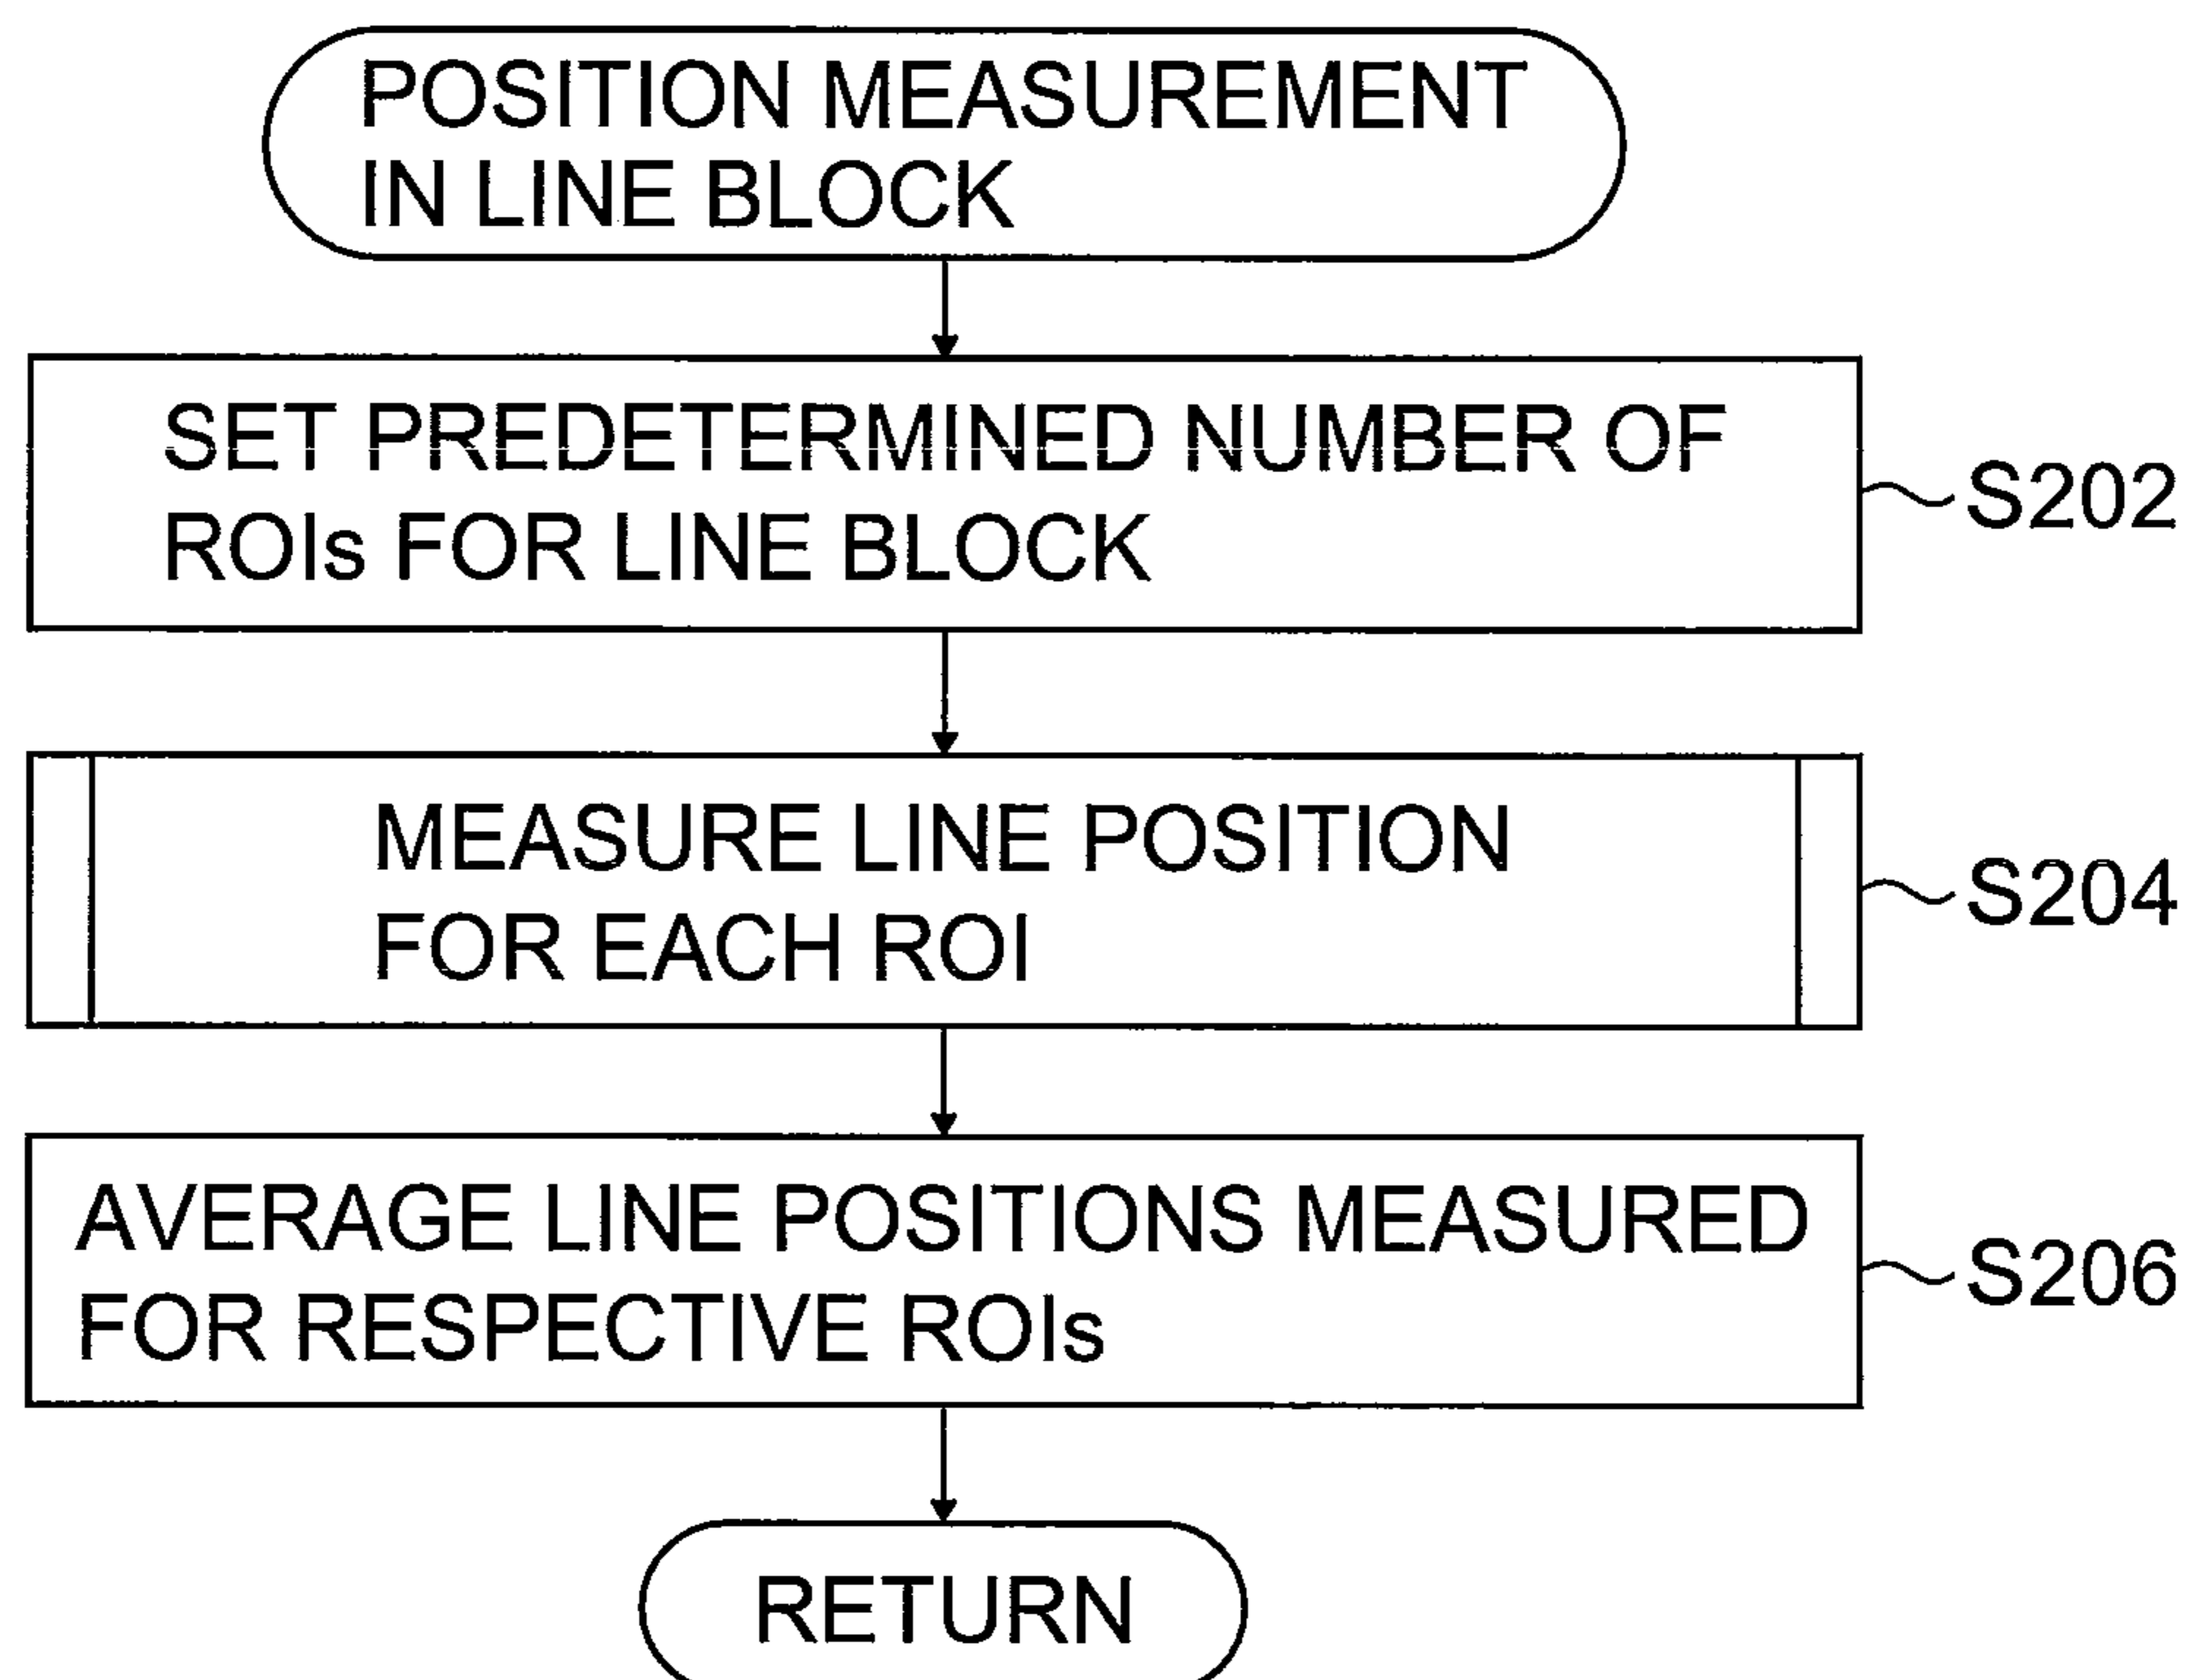 POSITION MEASUREMENT
IN LINE BLOCK
SET PREDETERMINED NUMBER OF
ROIs FOR LINE BLOCK
S202
MEASURE LINE POSITION
FOR EACH ROI
S204
AVERAGE LINE POSITIONS MEASURED
FOR RESPECTIVE ROIs
S206
RETURN